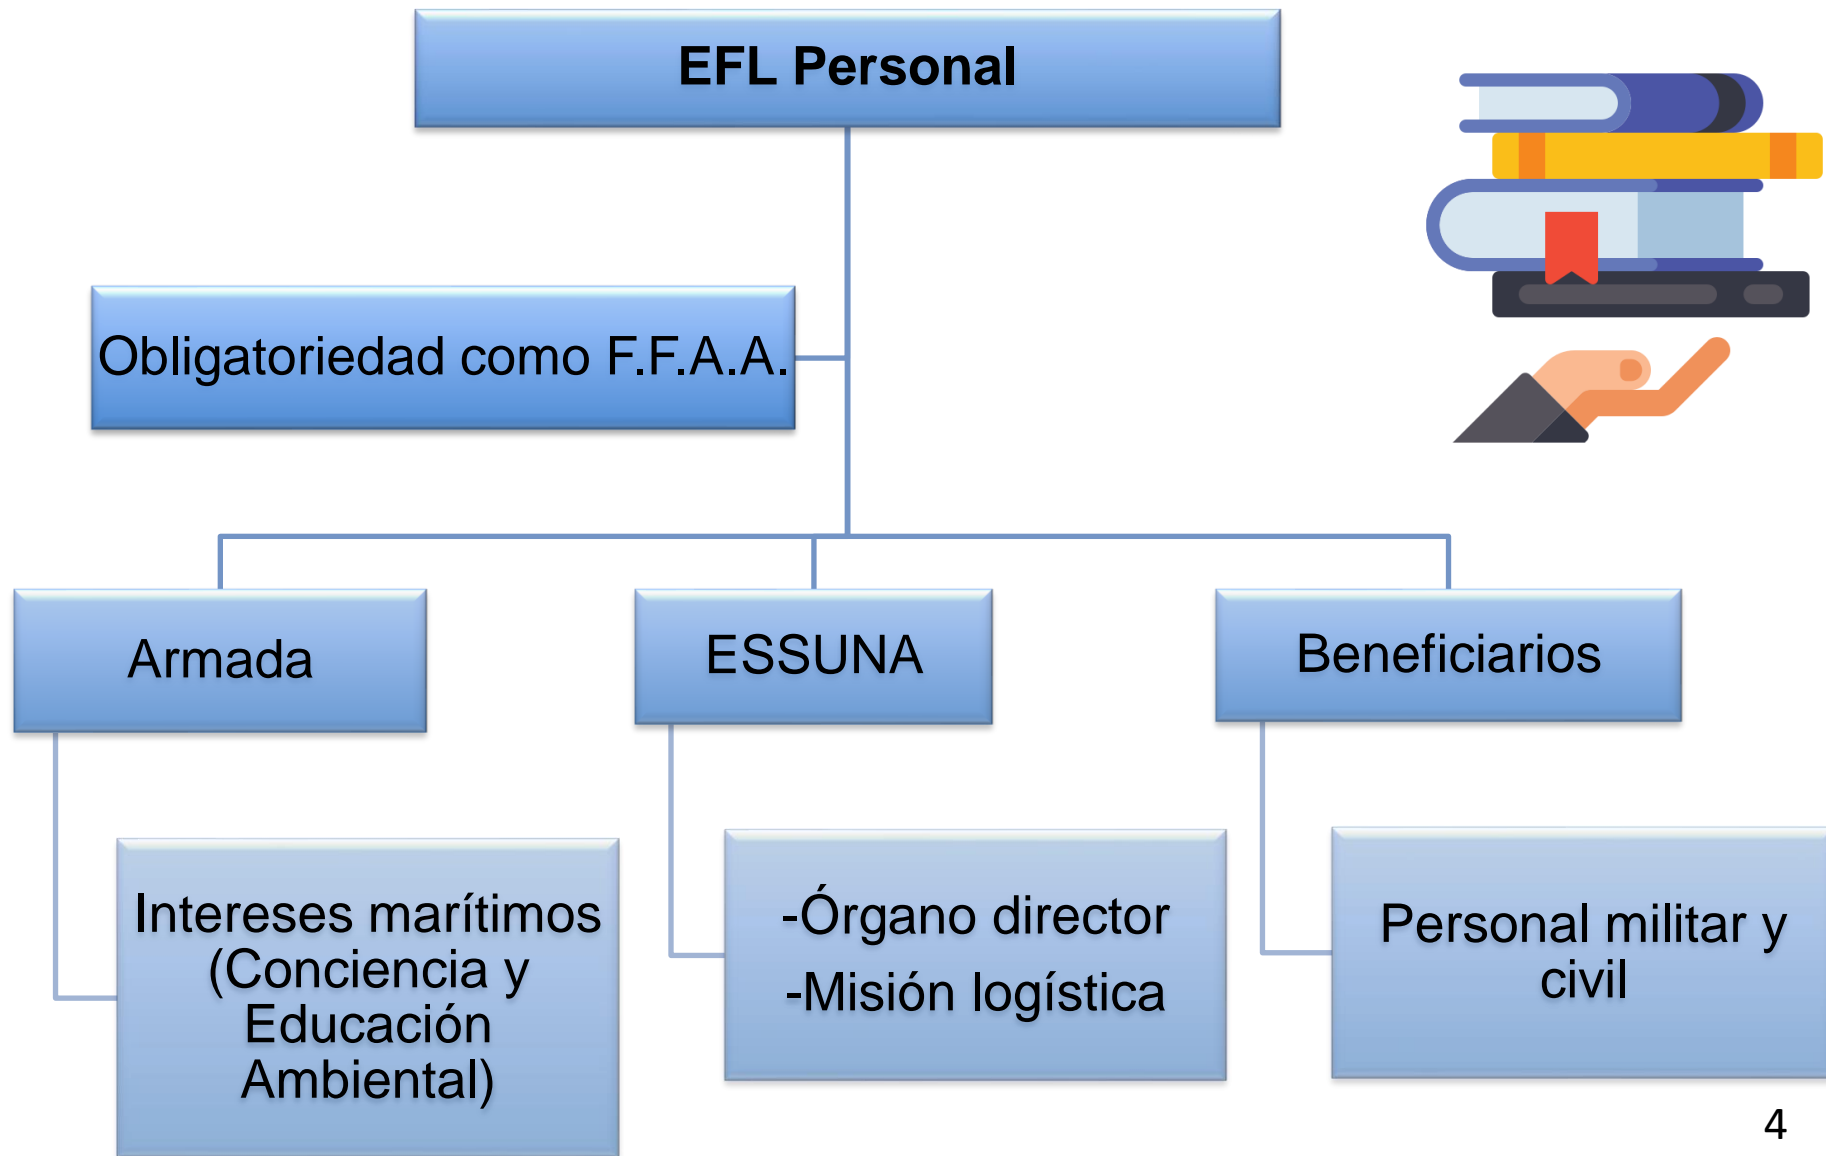 EFL Personal
Obligatoriedad como F.F.A.A.
Armada
ESSUNA
Beneficiarios
Intereses marítimos
(Conciencia y
Educación
Ambiental)
-Órgano director
-Misión logística
Personal militar y
civil
4